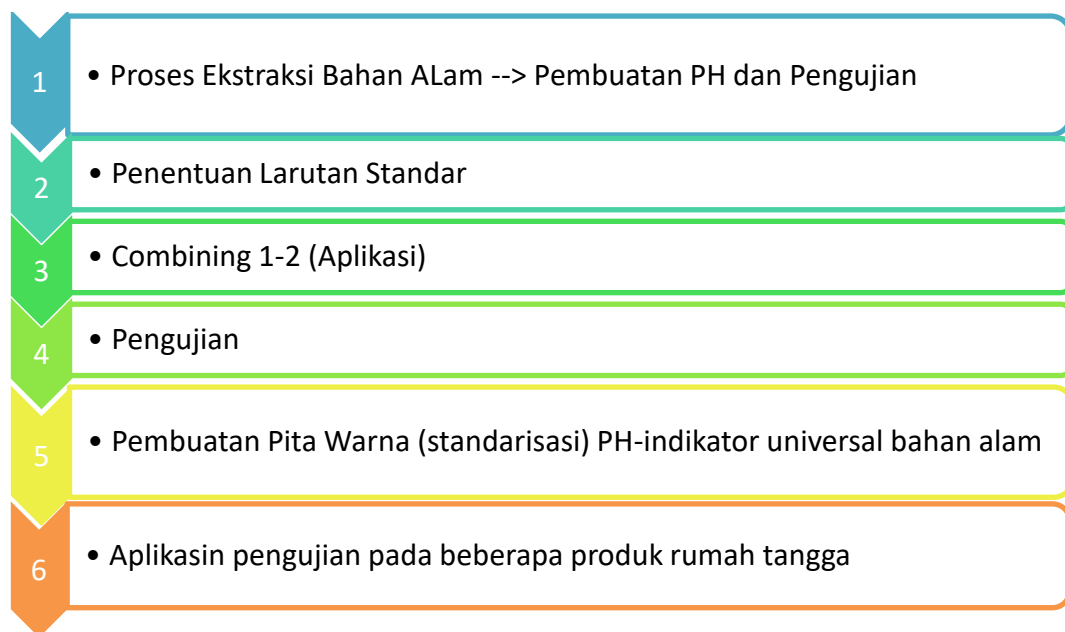 1
• Proses Ekstraksi Bahan ALam --> Pembuatan PH dan Pengujian
2
• Penentuan Larutan Standar
3
• Combining 1-2 (Aplikasi)
4
• Pengujian
5
• Pembuatan Pita Warna (standarisasi) PH-indikator universal bahan alam
6
• Aplikasin pengujian pada beberapa produk rumah tangga